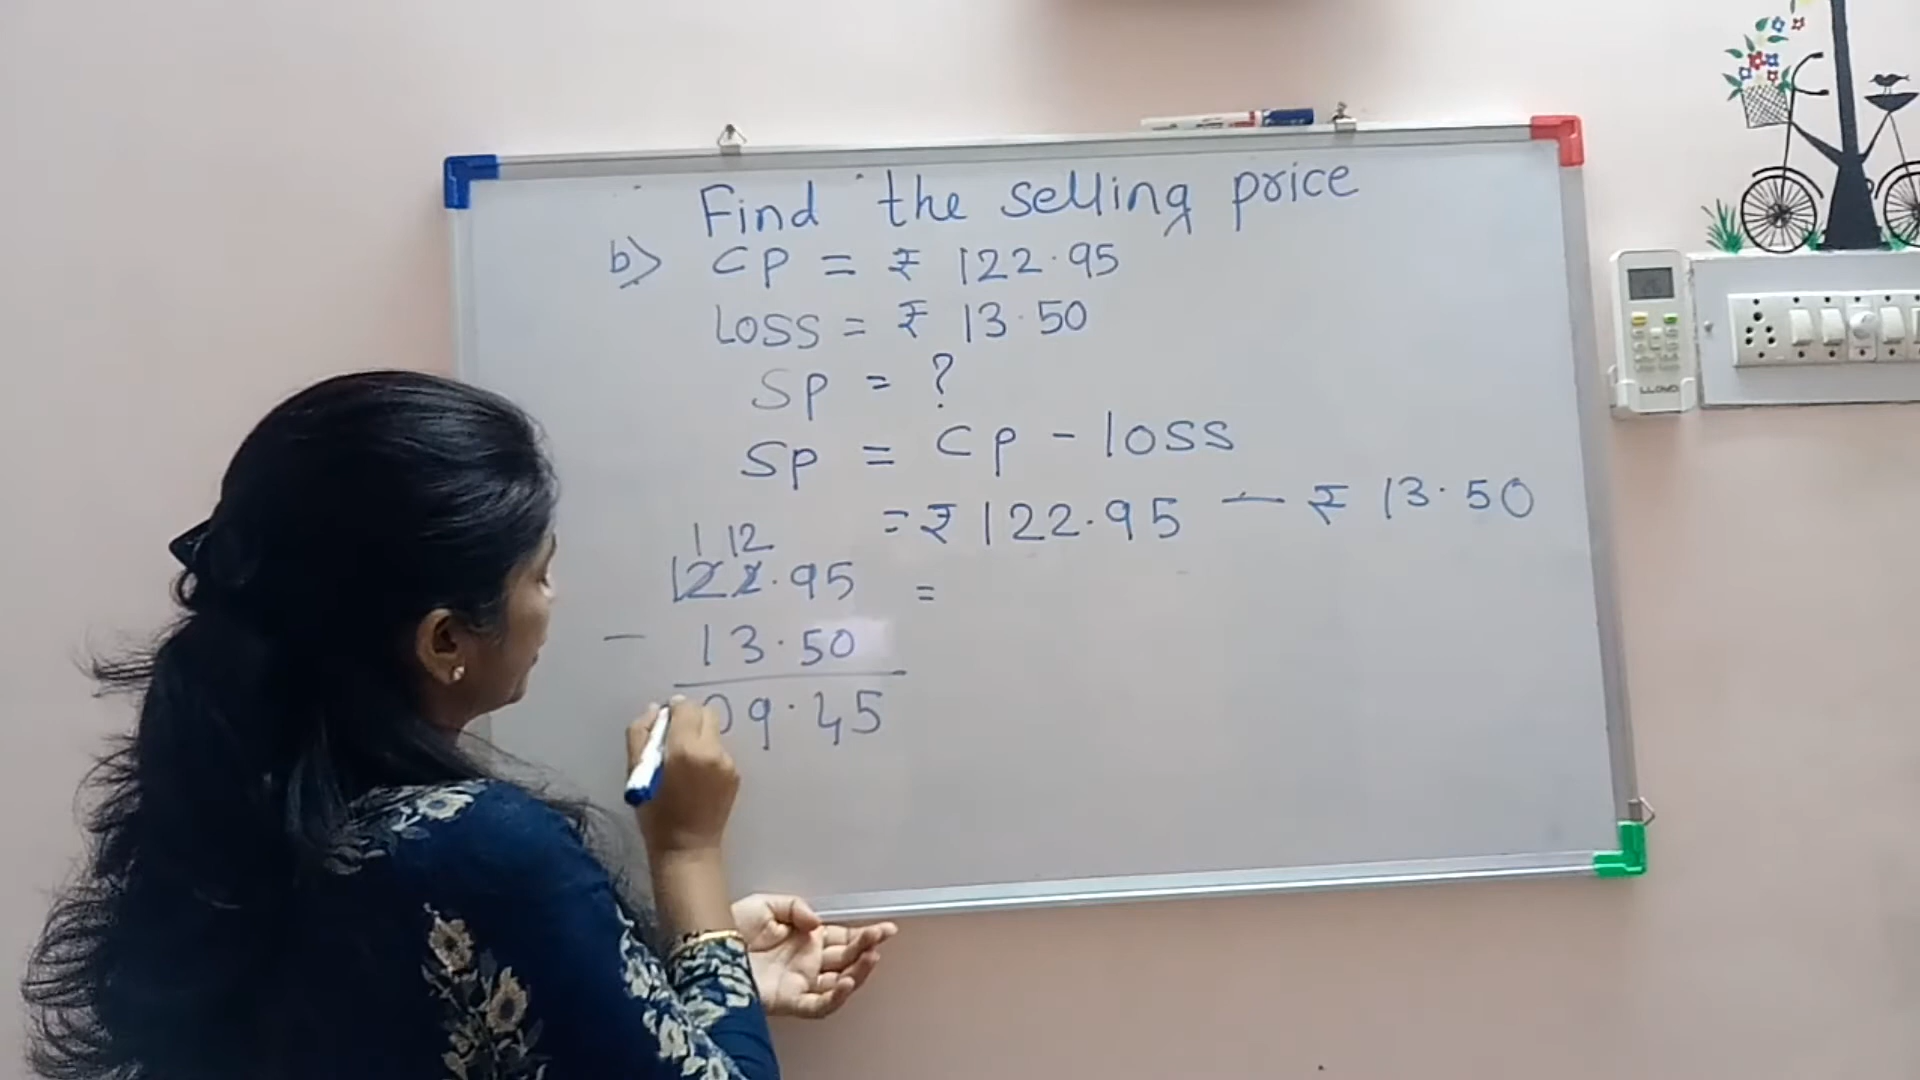 Find the selling price
b) CP = ₹ 122.95
Loss = ₹ 13.50
SP = ?
SP = CP - loss
= ₹ 122.95 - ₹ 13.50
1 12
122.95 =
- 13.50
09.45
LLOYD